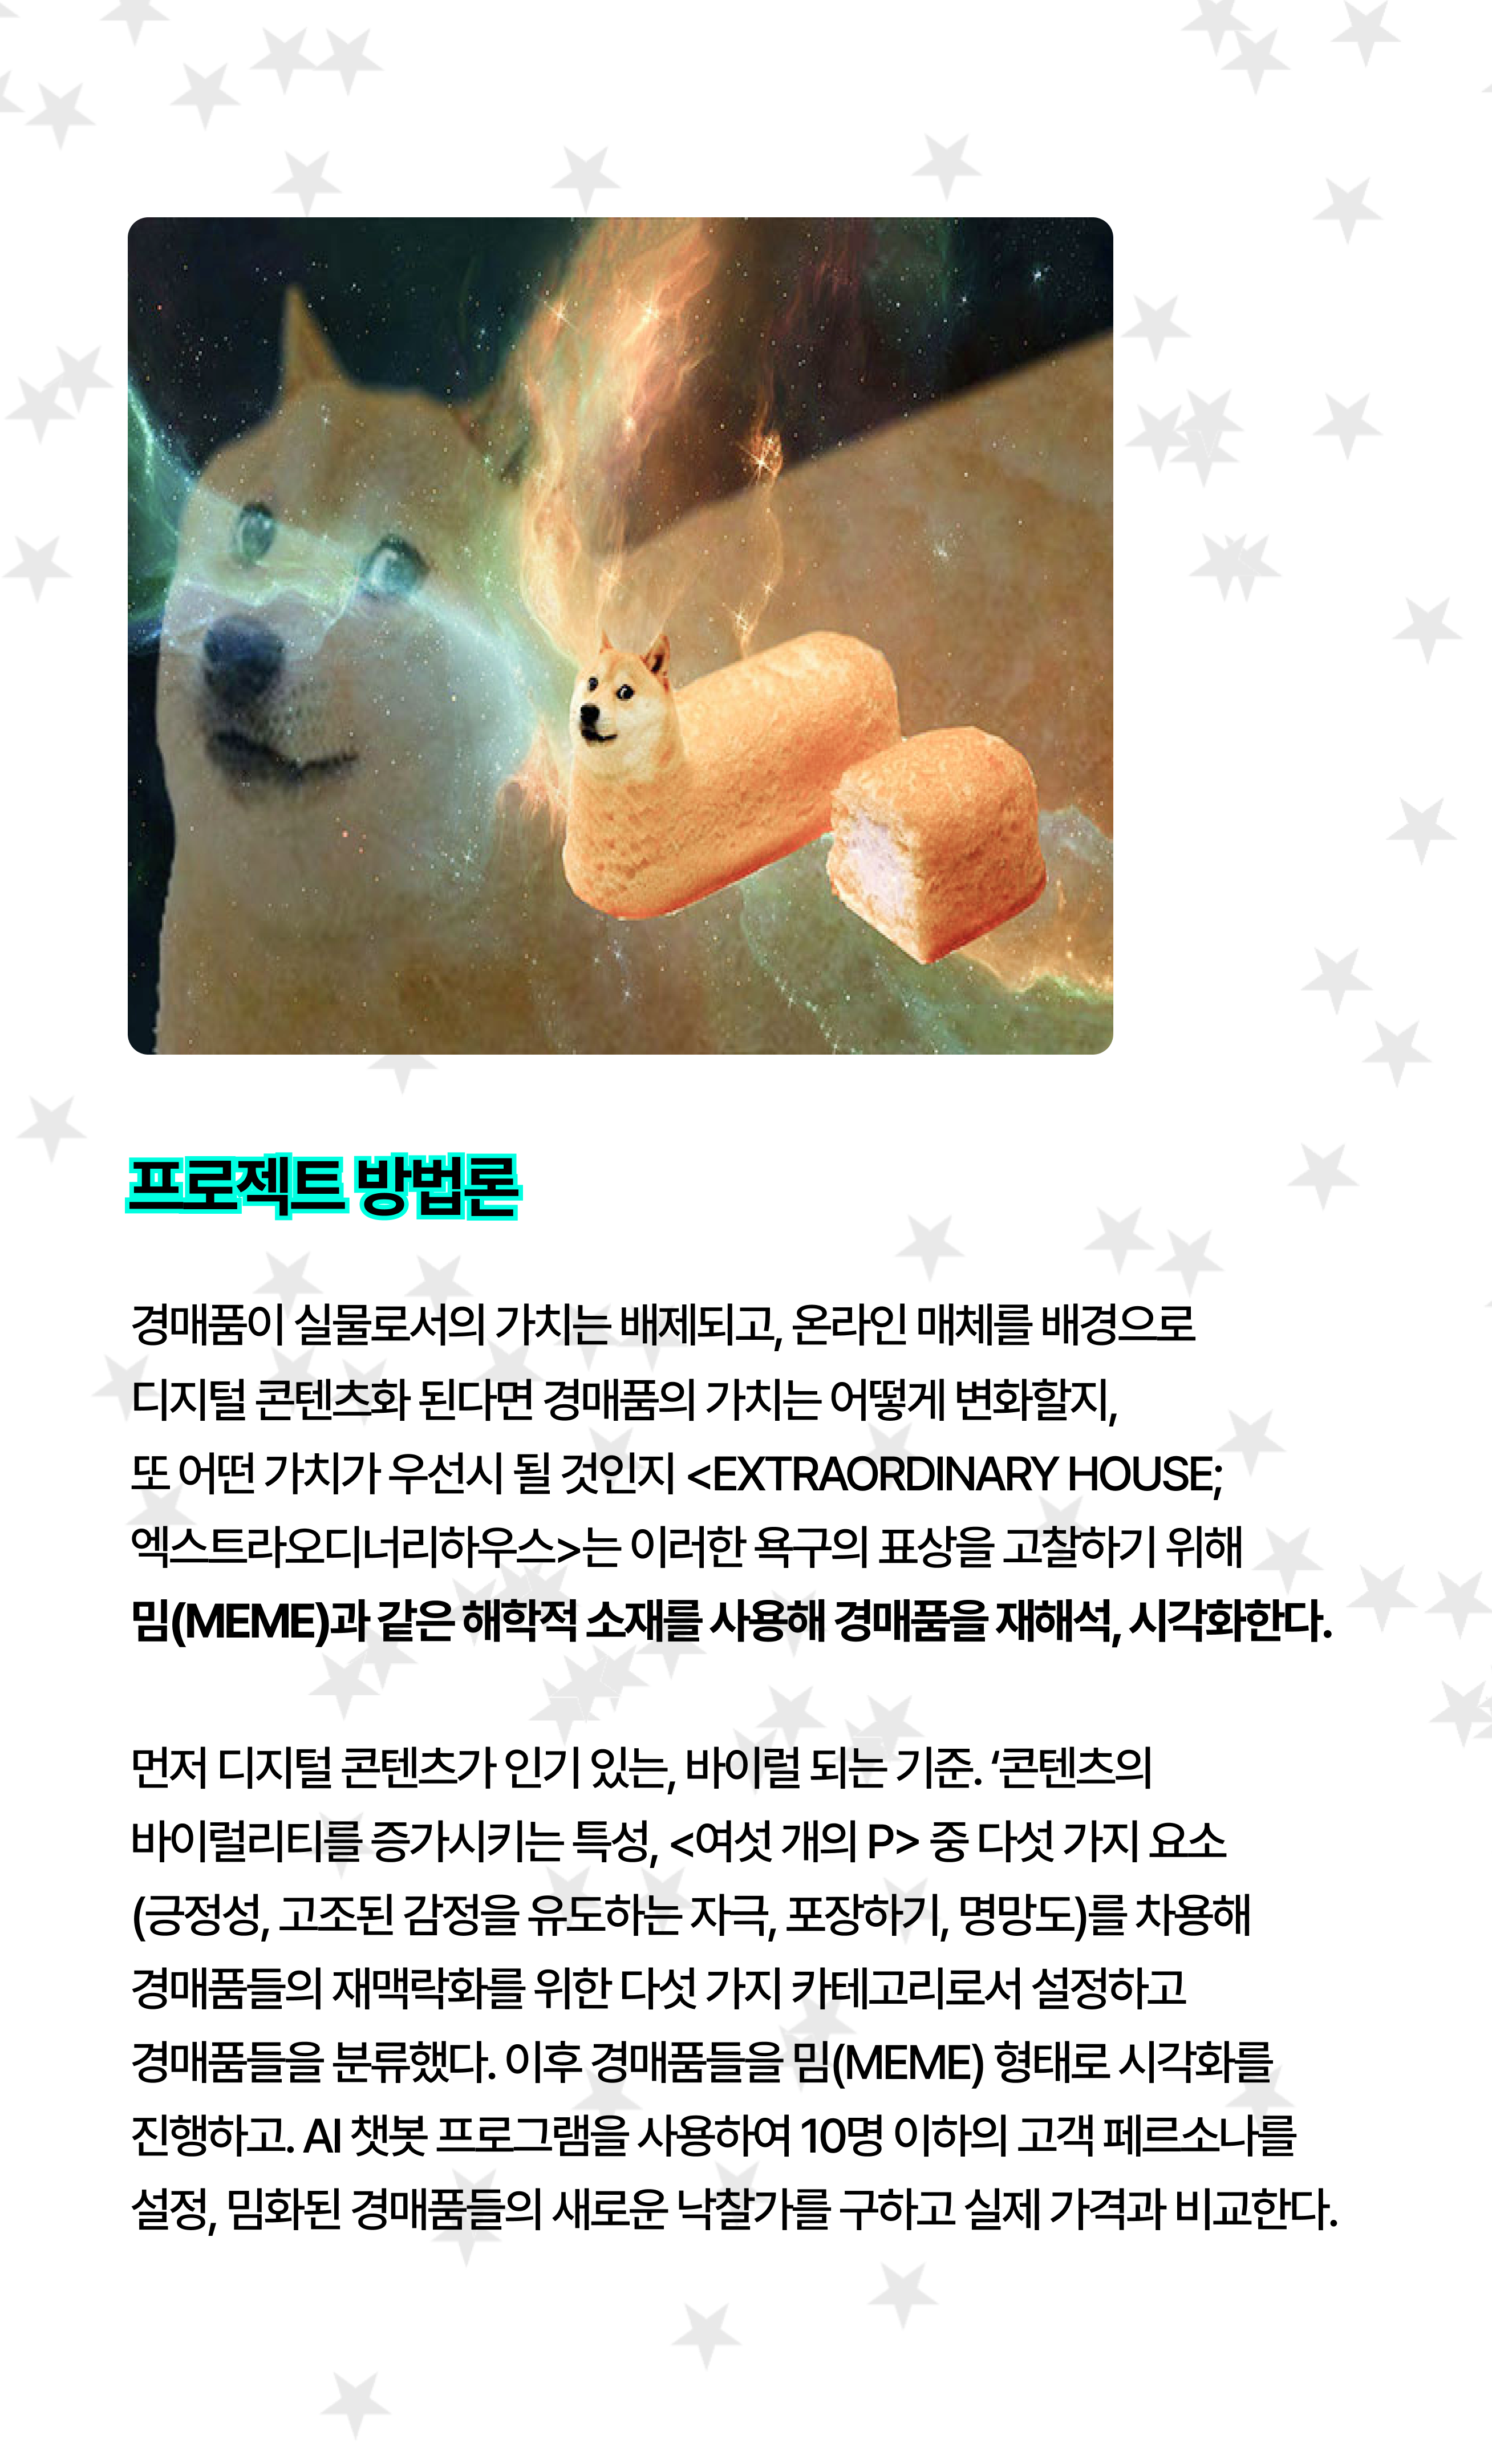 프로젝트 방법론
경매품이 실물로서의 가치는 배제되고, 온라인 매체를 배경으로
디지털 콘텐츠화 된다면 경매품의 가치는 어떻게 변화할지,
또 어떤 가치가 우선시 될 것인지 <EXTRAORDINARY HOUSE;
엑스트라오디너리하우스>는 이러한 욕구의 표상을 고찰하기 위해
밈(MEME)과 같은 해학적 소재를 사용해 경매품을 재해석, 시각화한다.
먼저 디지털 콘텐츠가 인기 있는, 바이럴 되는 기준. ‘콘텐츠의
바이럴리티를 증가시키는 특성, <여섯 개의 P> 중 다섯 가지 요소
(긍정성, 고조된 감정을 유도하는 자극, 포장하기, 명망도)를 차용해
경매품들의 재맥락화를 위한 다섯 가지 카테고리로서 설정하고
경매품들을 분류했다. 이후 경매품들을 밈(MEME) 형태로 시각화를
진행하고. AI 챗봇 프로그램을 사용하여 10명 이하의 고객 페르소나를
설정, 밈화된 경매품들의 새로운 낙찰가를 구하고 실제 가격과 비교한다.